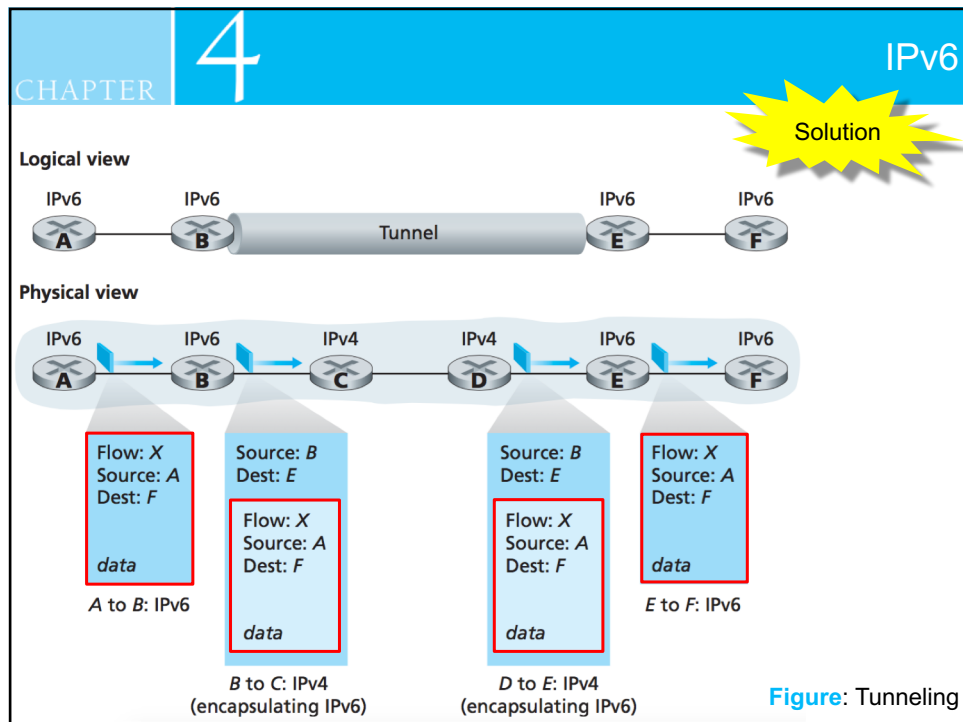 CHAPTER 4 IPv6
Solution
Logical view
IPv6 IPv6 IPv6 IPv6
A B Tunnel E F
Physical view
IPv6 IPv6 IPv4 IPv4 IPv6 IPv6
A B C D E F
Flow: X
Source: A
Dest: F
data
A to B: IPv6
Source: B
Dest: E
Flow: X
Source: A
Dest: F
data
B to C: IPv4
(encapsulating IPv6)
Source: B
Dest: E
Flow: X
Source: A
Dest: F
data
D to E: IPv4
(encapsulating IPv6)
Flow: X
Source: A
Dest: F
data
E to F: IPv6
Figure: Tunneling